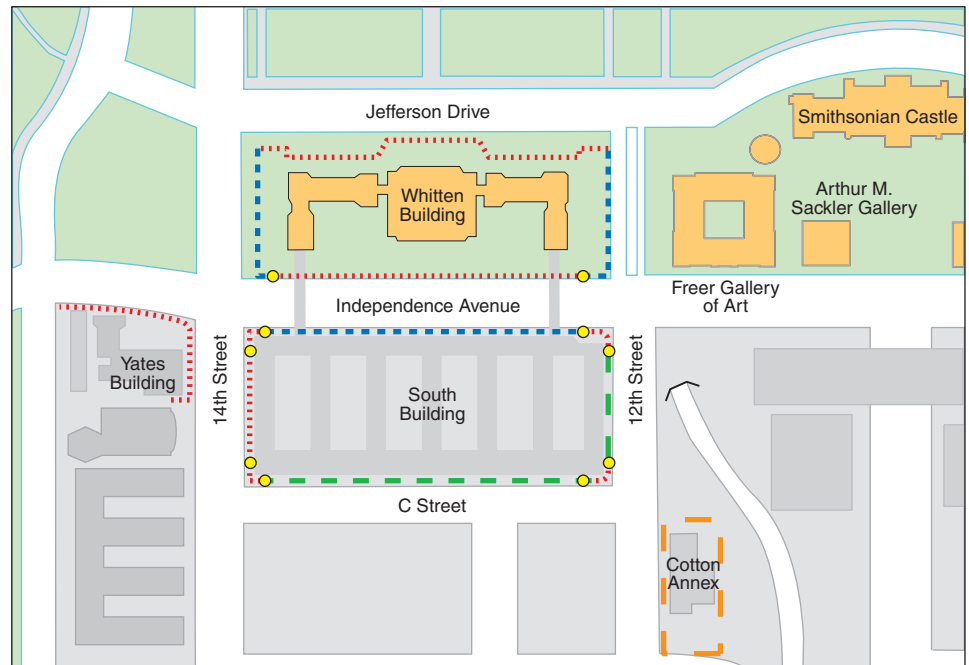 Jefferson Drive
Smithsonian Castle
Whitten
Building
Arthur M.
Sackler Gallery
Independence Avenue
Freer Gallery
of Art
Yates
Building
14th Street
South
Building
12th Street
C Street
Cotton
Annex